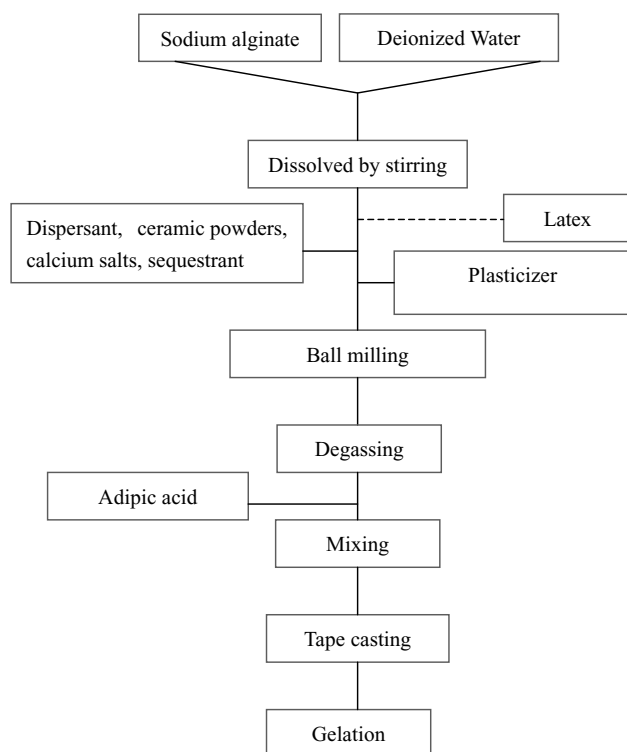 Sodium alginate
Deionized Water
Dissolved by stirring
Latex
Dispersant, ceramic powders,
calcium salts, sequestrant
Plasticizer
Ball milling
Degassing
Adipic acid
Mixing
Tape casting
Gelation